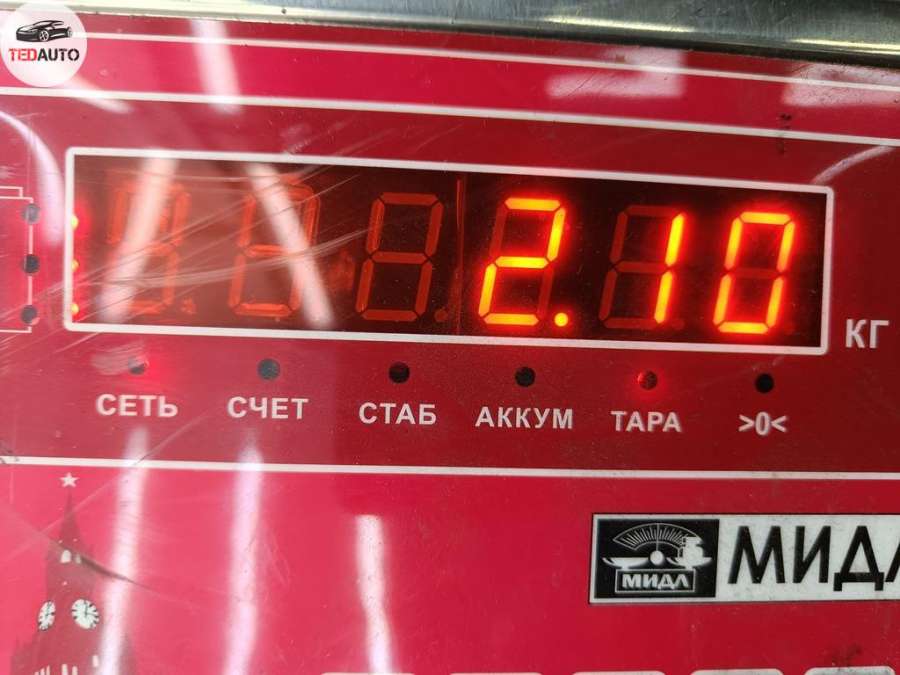 TEDAUTO
2.10
КГ
СЕТЬ СЧЕТ СТАБ АККУМ ТАРА >0<
МИДЛ МИДЛ